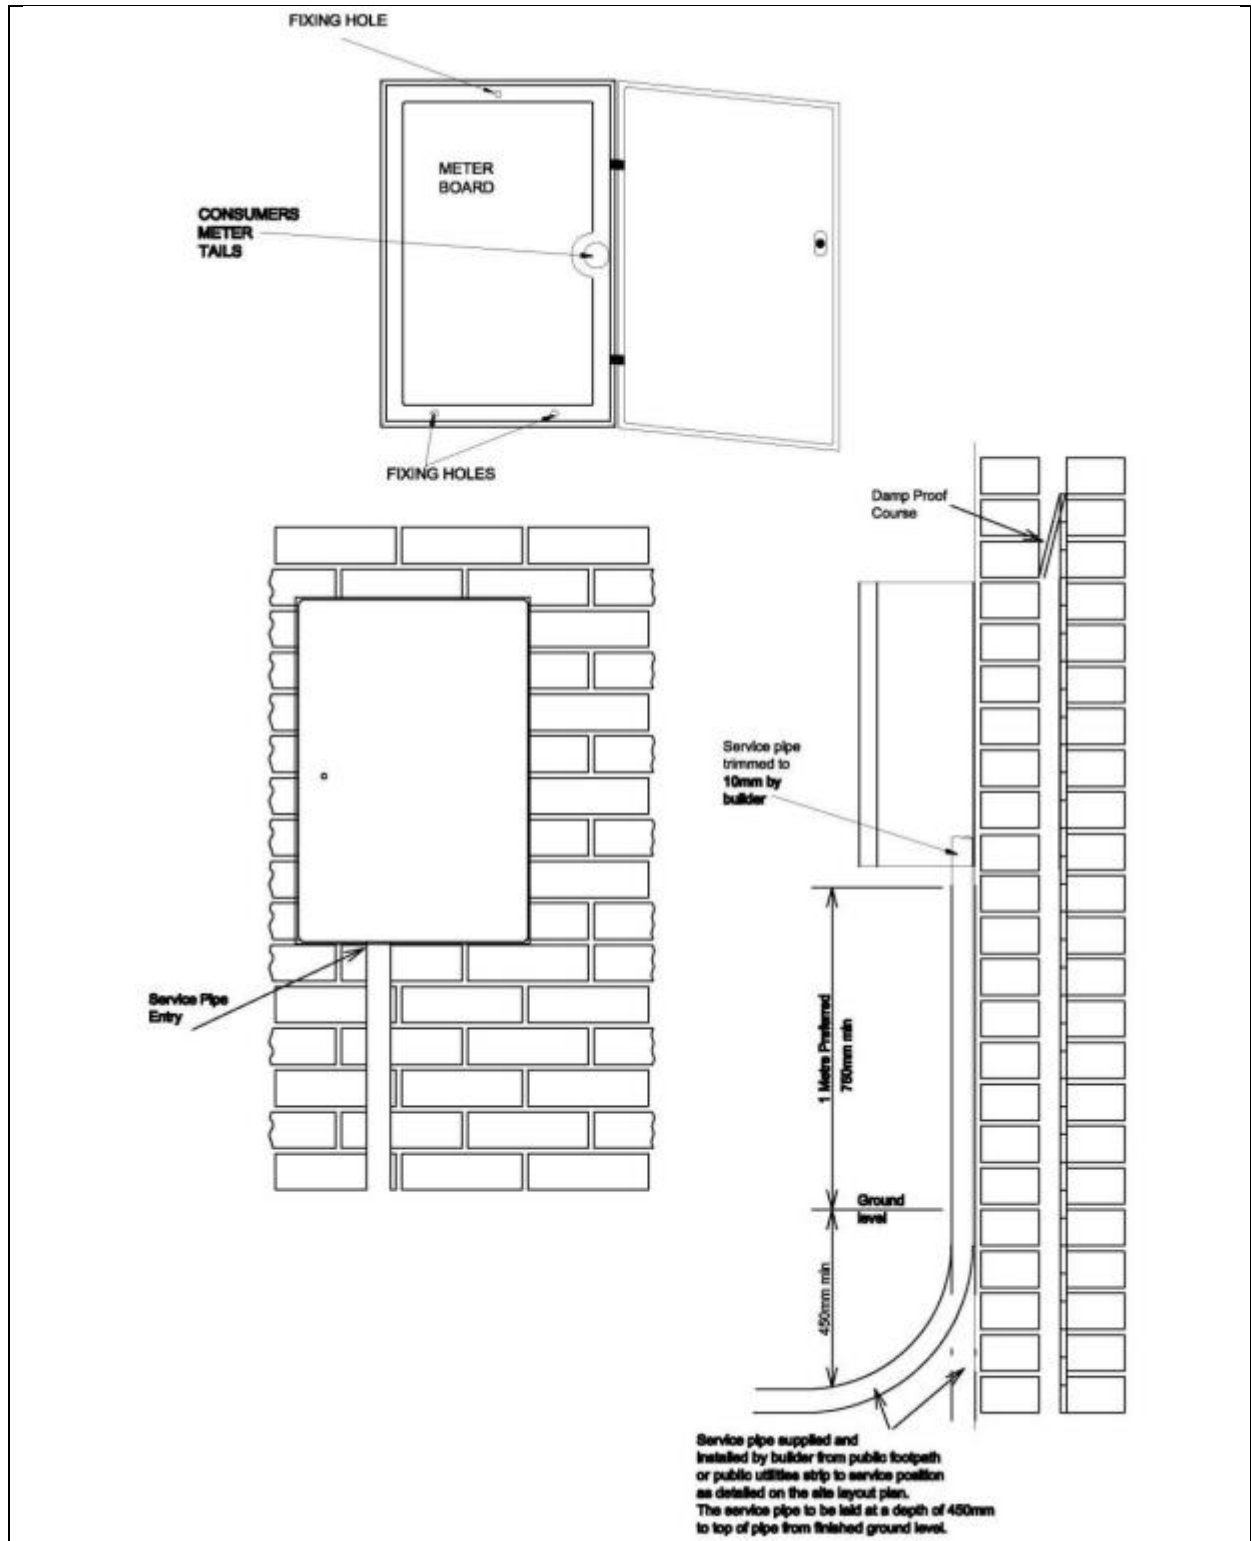 FIXING HOLE
METER
BOARD
CONSUMERS
METER
TAILS
FIXING HOLES
Damp Proof
Course
Service pipe
trimmed to
10mm by
builder
Service Pipe
Entry
1 Metre Preferred
750mm min
Ground
level
450mm min
Service pipe supplied and
installed by builder from public footpath
or public utilities strip to service position
as detailed on the site layout plan.
The service pipe to be laid at a depth of 450mm
to top of pipe from finished ground level.